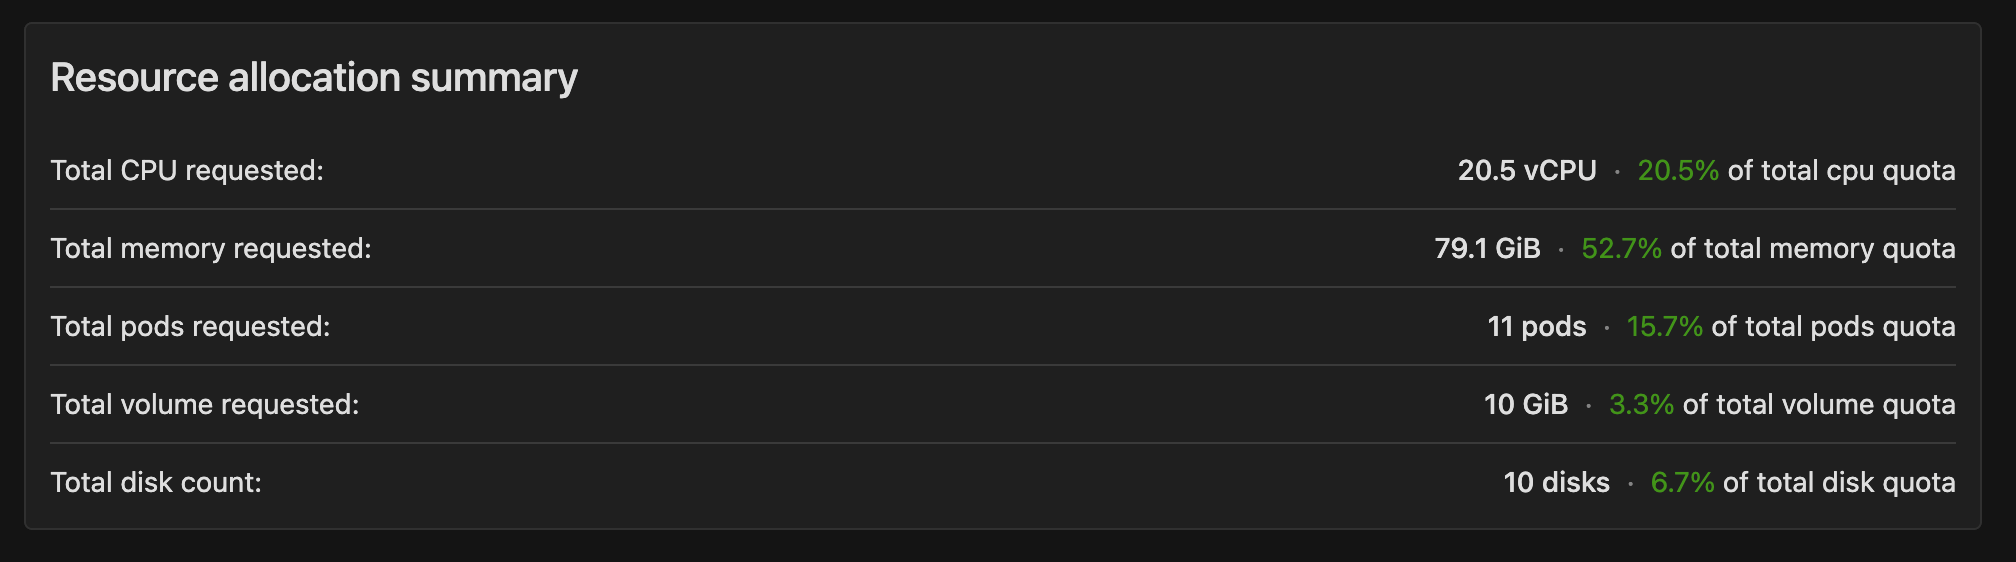 Resource allocation summary
Total CPU requested: 20.5 vCPU · 20.5% of total cpu quota
Total memory requested: 79.1 GiB · 52.7% of total memory quota
Total pods requested: 11 pods · 15.7% of total pods quota
Total volume requested: 10 GiB · 3.3% of total volume quota
Total disk count: 10 disks · 6.7% of total disk quota